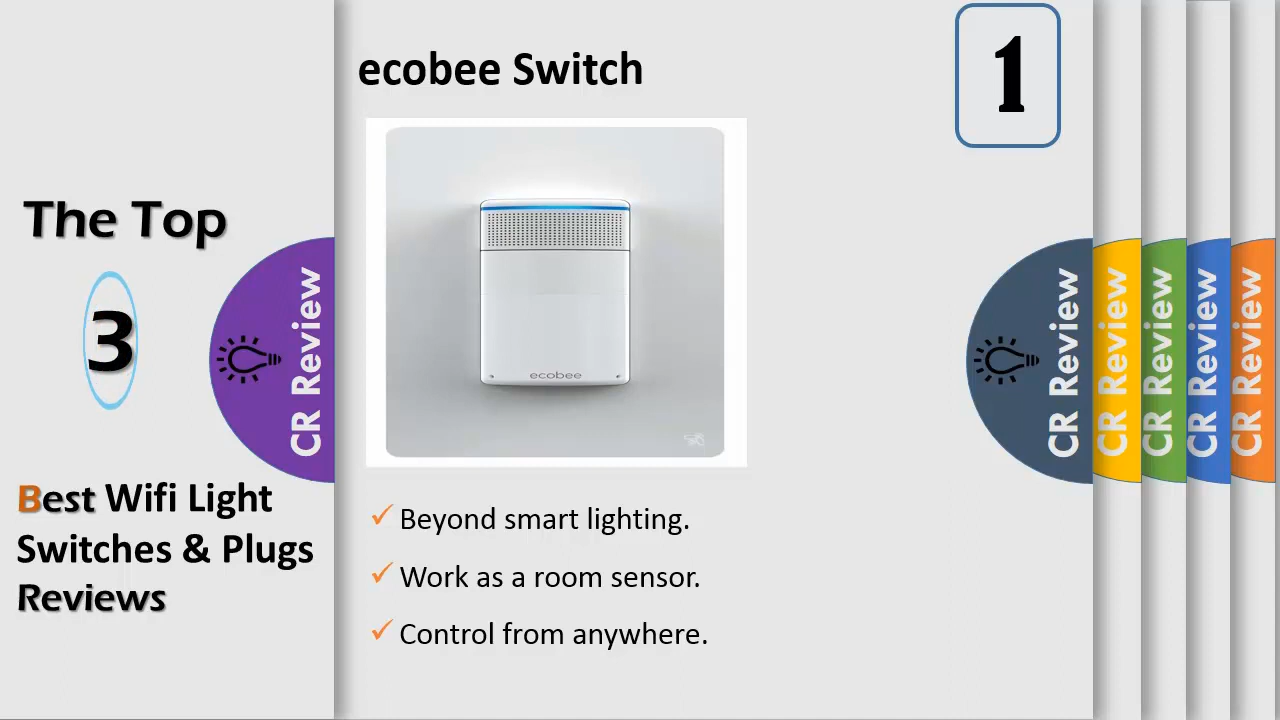 The Top
3
Best Wifi Light
Switches & Plugs
Reviews
CR Review
ecobee Switch
1
ecobee
Beyond smart lighting.
Work as a room sensor.
Control from anywhere.
CR Review
CR Review
CR Review
CR Review
CR Review